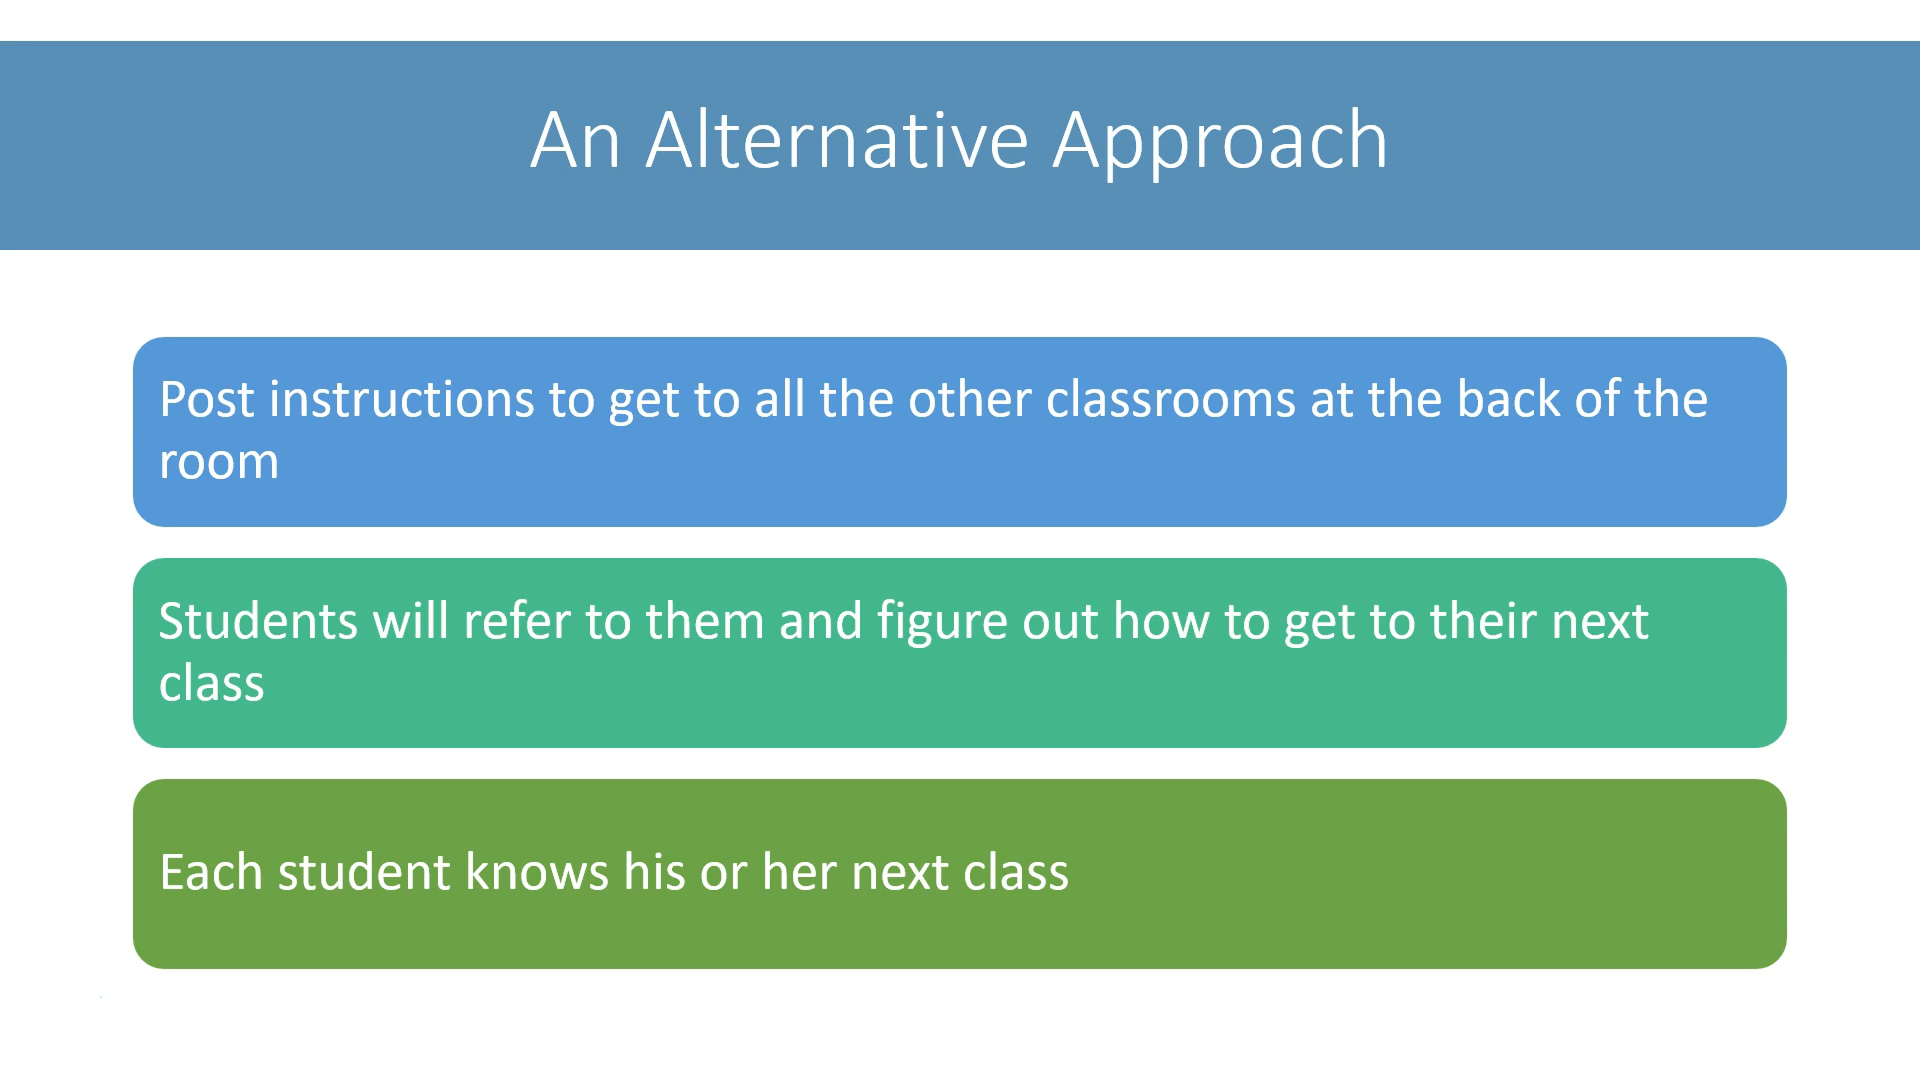 An Alternative Approach
Post instructions to get to all the other classrooms at the back of the
room
Students will refer to them and figure out how to get to their next
class
Each student knows his or her next class